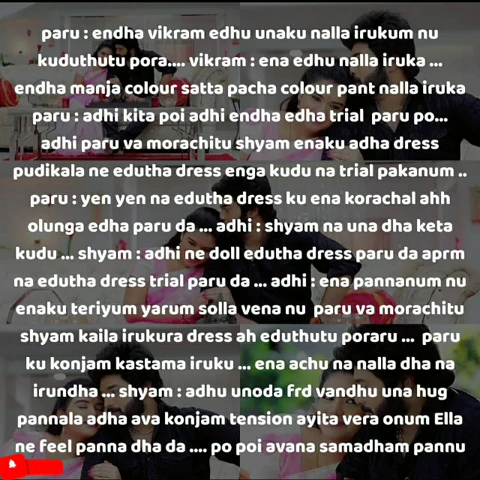 paru : endha vikram edhu unaku nalla irukum nu
kuduthutu pora.... vikram : ena edhu nalla iruka ...
endha manja colour satta pacha colour pant nalla iruka
paru : adhi kita poi adhi endha edha trial paru po...
adhi paru va morachitu shyam enaku adha dress
pudikala ne edutha dress enga kudu na trial pakanum ..
paru : yen yen na edutha dress ku ena korachal ahh
olunga edha paru da ... adhi : shyam na una dha keta
kudu ... shyam : adhi ne doll edutha dress paru da aprm
na edutha dress trial paru da ... adhi : ena pannanum nu
enaku teriyum yarum solla vena nu paru va morachitu
shyam kaila irukura dress ah eduthutu poraru ... paru
ku konjam kastama iruku ... ena achu na nalla dha na
irundha ... shyam : adhu unoda frd vandhu una hug
pannala adha ava konjam tension ayita vera onum Ella
ne feel panna dha da .... po poi avana samadham pannu